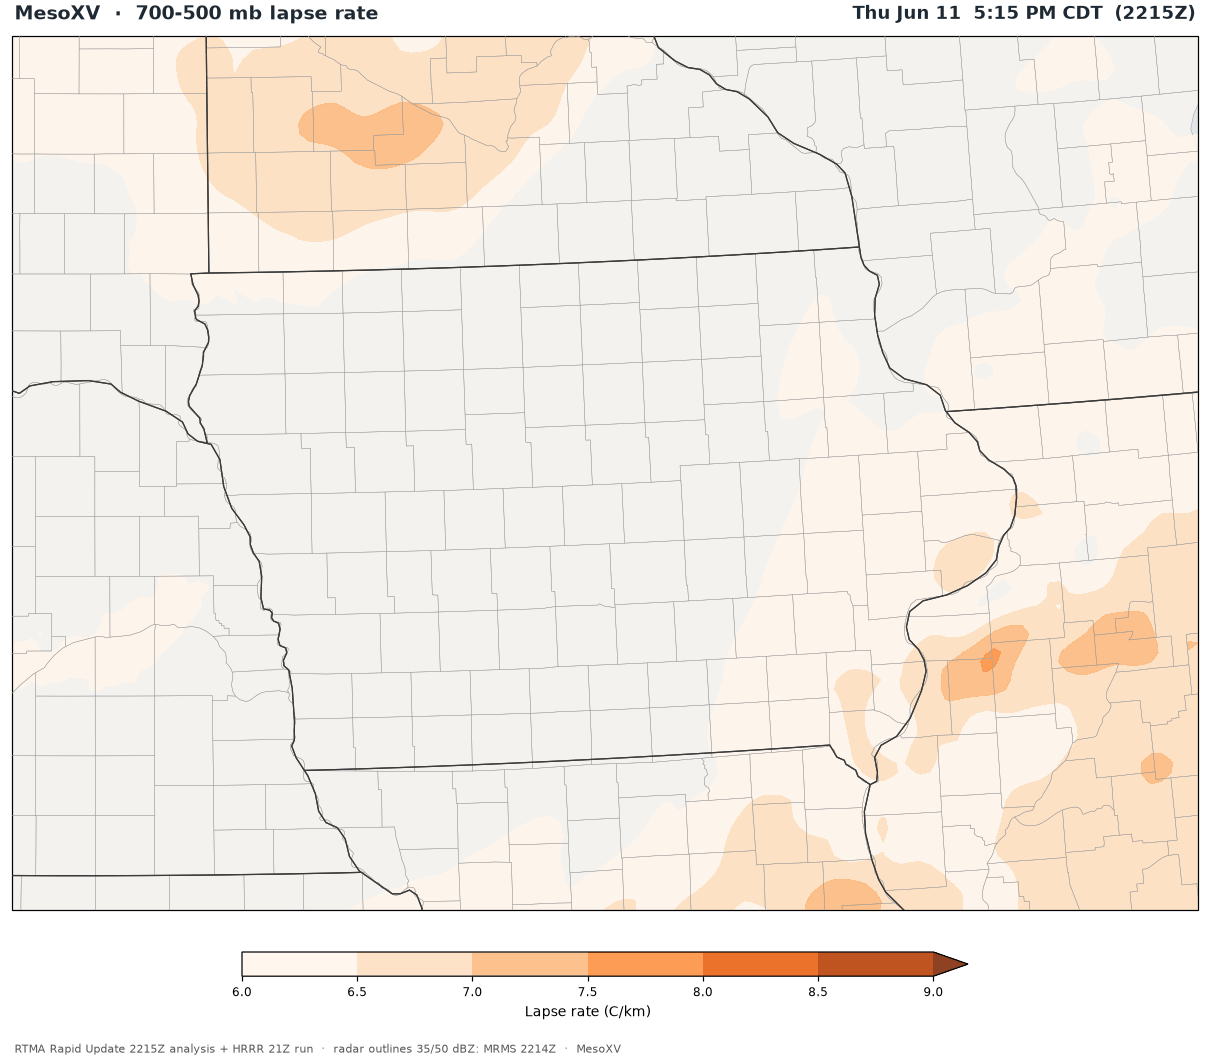 MesoXV · 700-500 mb lapse rate
Thu Jun 11 5:15 PM CDT (2215Z)
6.0 6.5 7.0 7.5 8.0 8.5 9.0
Lapse rate (C/km)
RTMA Rapid Update 2215Z analysis + HRRR 21Z run · radar outlines 35/50 dBZ: MRMS 2214Z · MesoXV